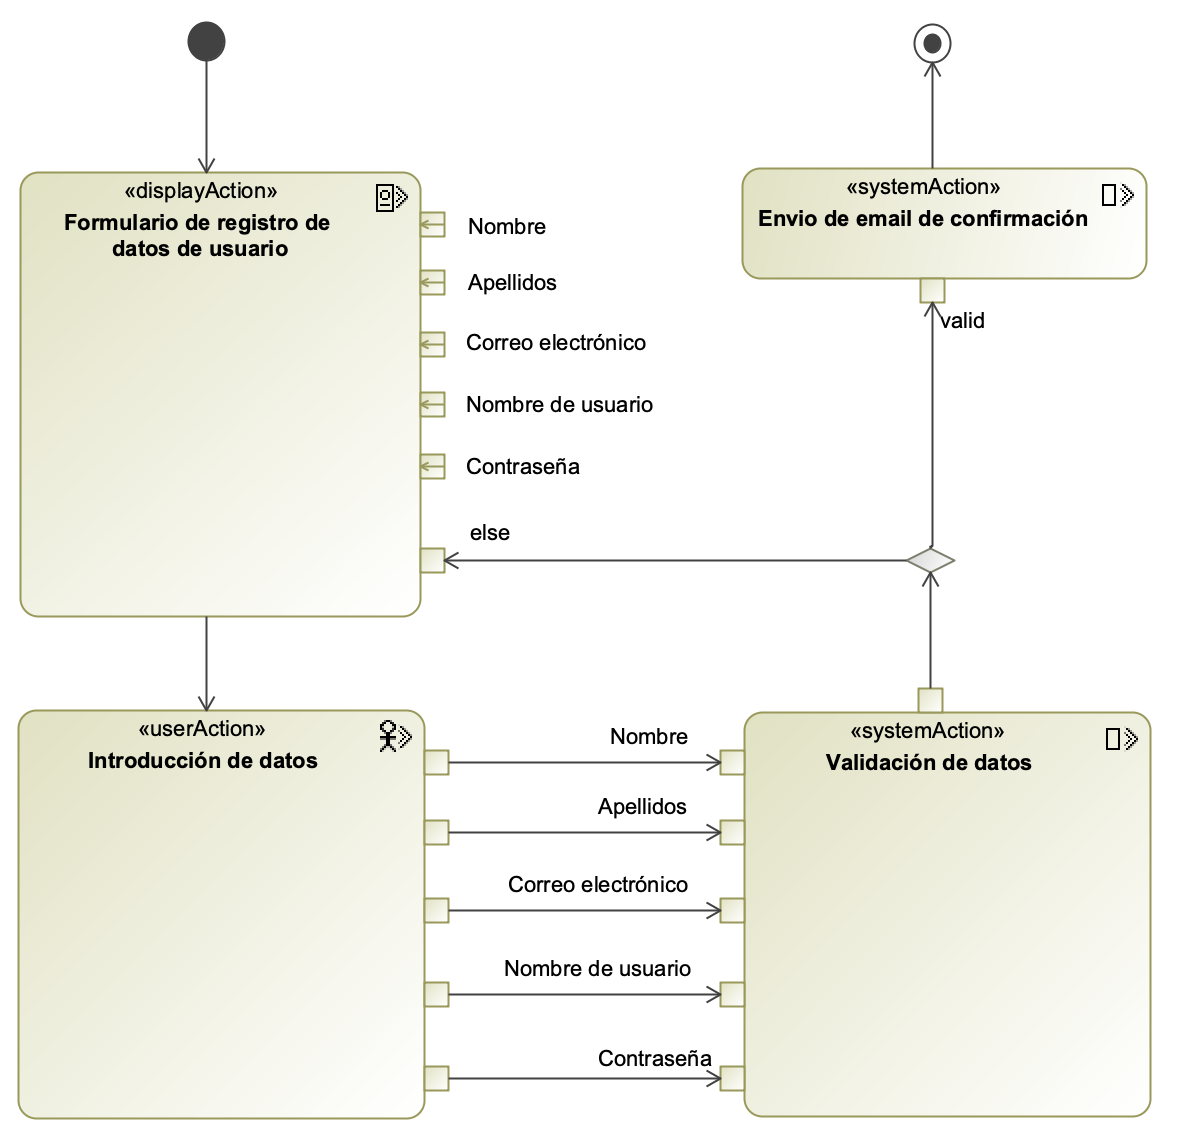 «displayAction»
Formulario de registro de
datos de usuario
Nombre
Apellidos
Correo electrónico
Nombre de usuario
Contraseña
else
«systemAction»
Envio de email de confirmación
valid
«userAction»
Introducción de datos
Nombre
Apellidos
Correo electrónico
Nombre de usuario
Contraseña
«systemAction»
Validación de datos